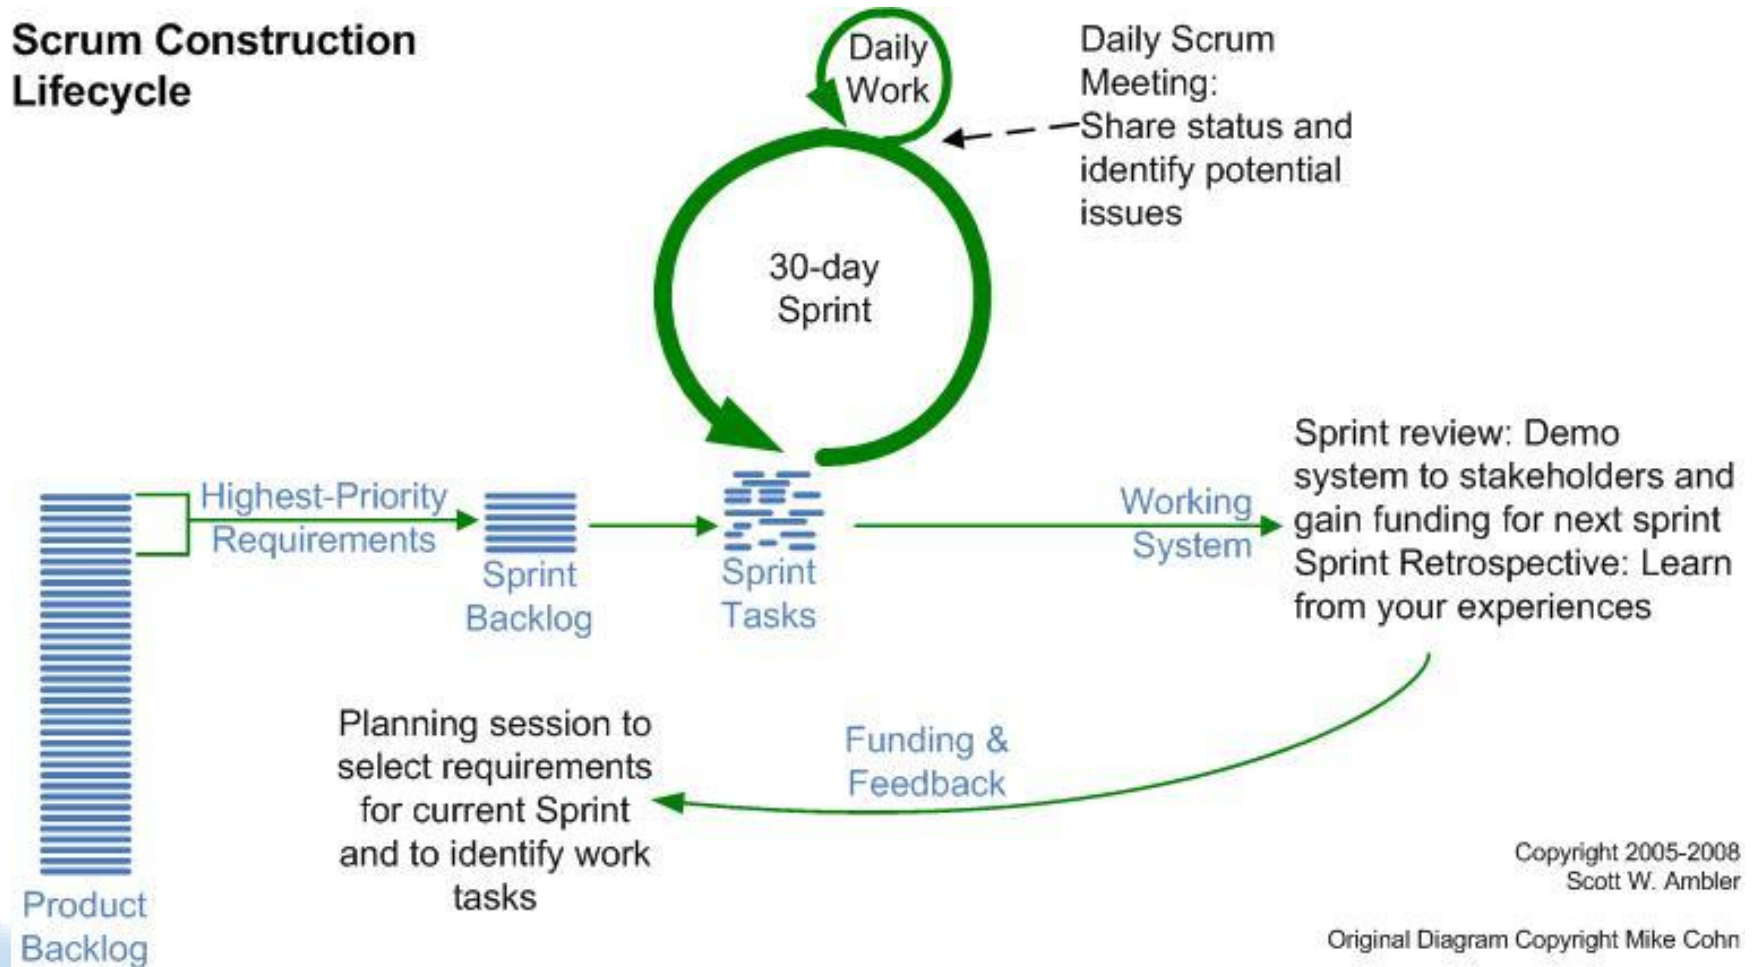 Scrum Construction
Lifecycle
Daily
Work
Daily Scrum
Meeting:
Share status and
identify potential
issues
30-day
Sprint
Highest-Priority
Requirements
Sprint
Backlog
Sprint
Tasks
Working
System
Sprint review: Demo
system to stakeholders and
gain funding for next sprint
Sprint Retrospective: Learn
from your experiences
Planning session to
select requirements
for current Sprint
and to identify work
tasks
Funding &
Feedback
Product
Backlog
Copyright 2005-2008
Scott W. Ambler
Original Diagram Copyright Mike Cohn